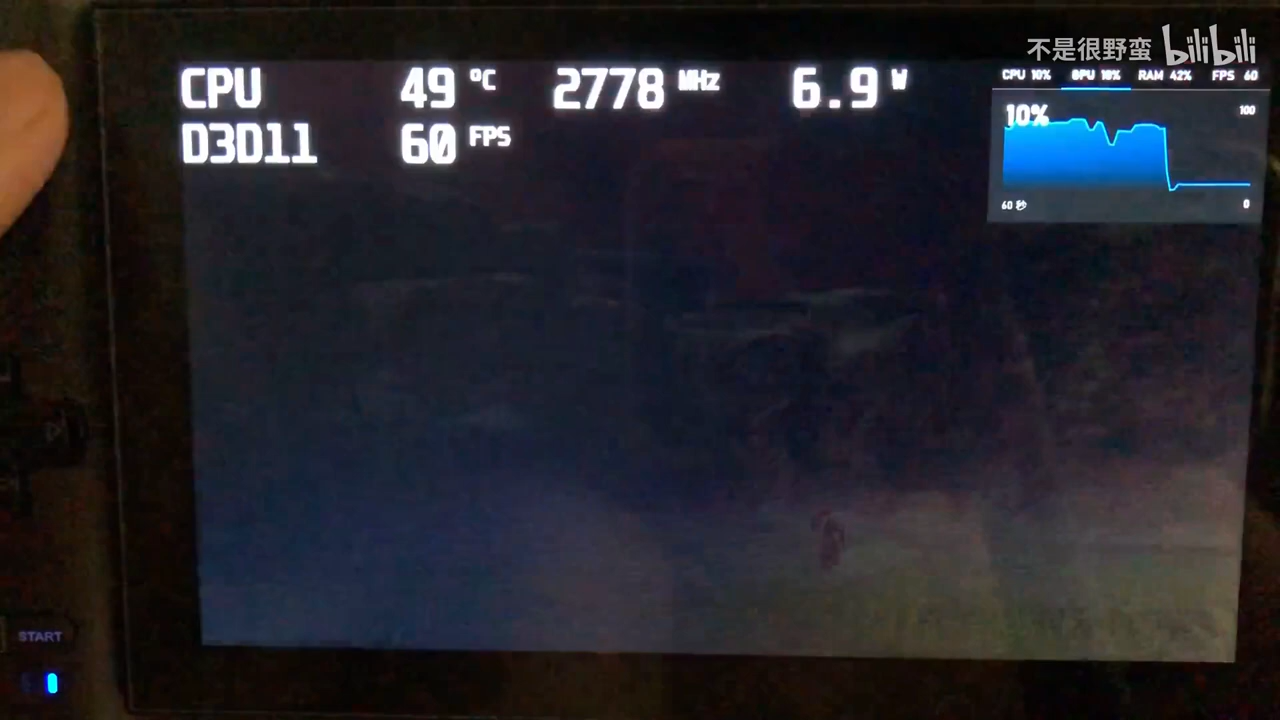 不是很野蛮 bilibili
CPU 49 °C 2778 MHz 6.9 W
D3D11 60 FPS
CPU 10% GPU 10% RAM 42% FPS 60
10% 100
60 秒 0
START